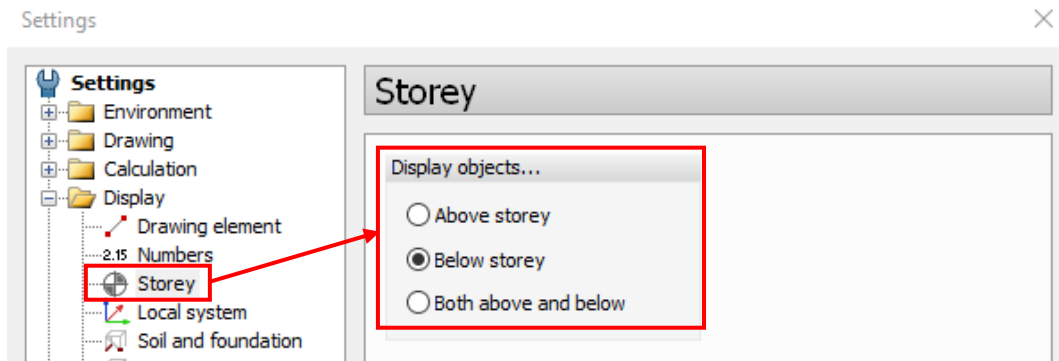 Settings
Settings
Environment
Drawing
Calculation
Display
Drawing element
2.15 Numbers
Storey
Local system
Soil and foundation
Storey
Display objects...
Above storey
Below storey
Both above and below